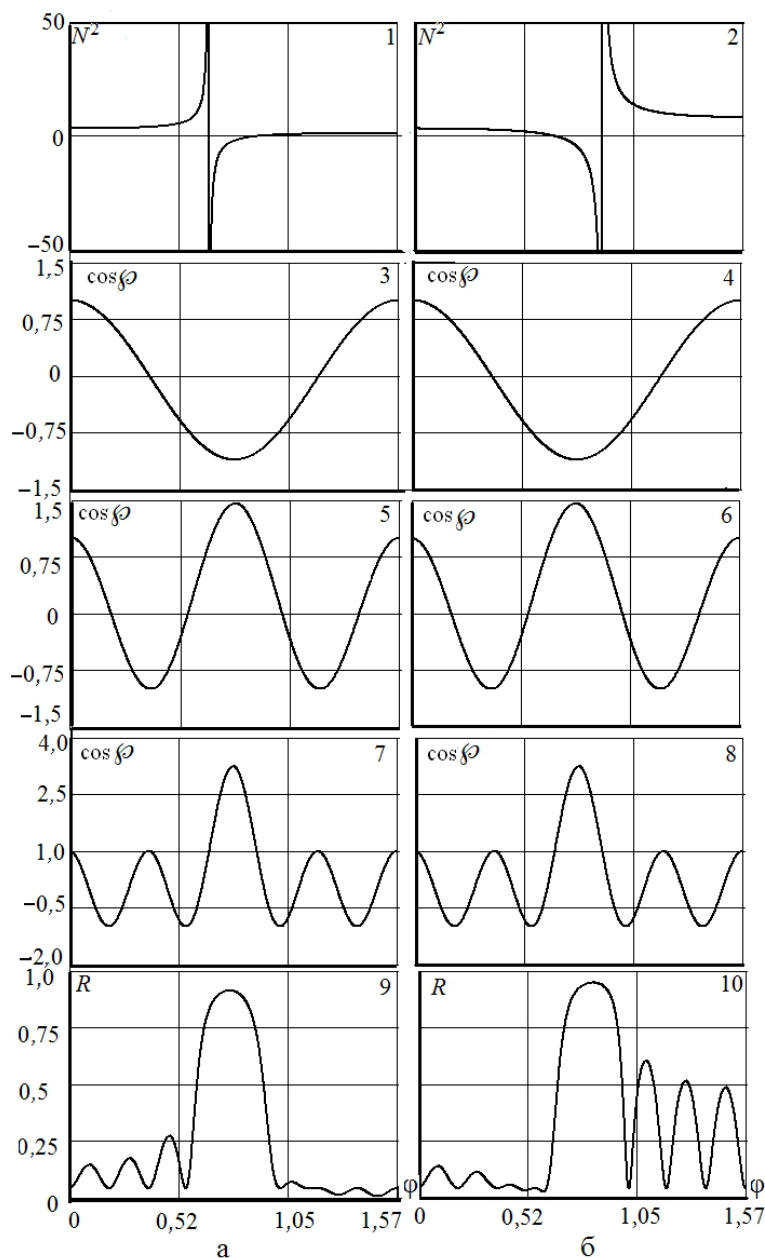 50 N² 1 N² 2
0
−50
1,5 cos℘ 3 cos℘ 4
0,75
0
−0,75
−1,5
1,5 cos℘ 5 cos℘ 6
0,75
0
−0,75
−1,5
4,0 cos℘ 7 cos℘ 8
2,5
1,0
−0,5
−2,0
1,0 R 9 R 10
0,75
0,5
0,25
0 φ φ
0 0,52 1,05 1,57 0 0,52 1,05 1,57
а б